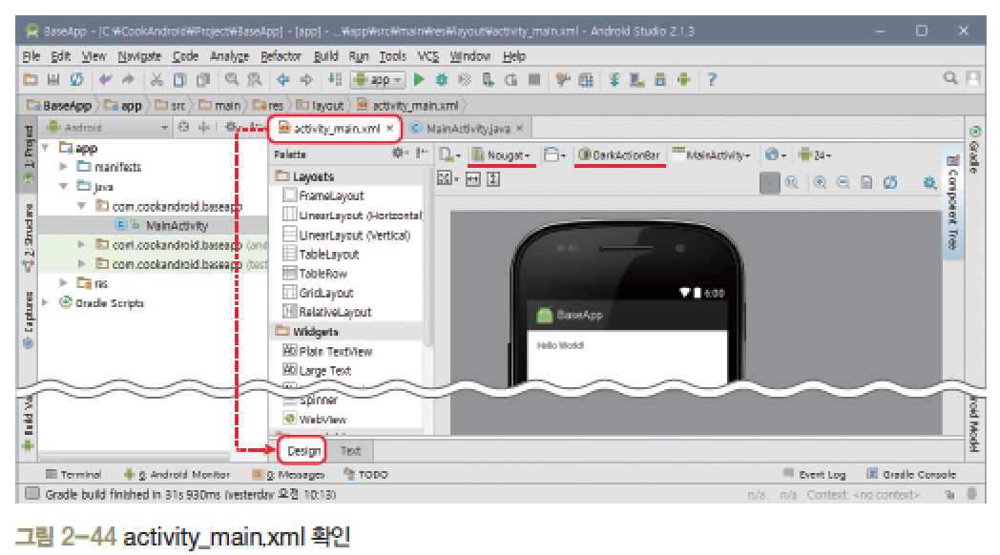 BaseApp - [C:₩CookAndroid₩Project₩BaseApp] - [app] - ...₩app₩src₩main₩res₩layout₩activity_main.xml - Android Studio 2.1.3
File Edit View Navigate Code Analyze Refactor Build Run Tools VCS Window Help
app
BaseApp app src main res layout activity_main.xml
1: Project
2: Structure
Captures
Android
app
manifests
java
com.cookandroid.baseapp
MainActivity
com.cookandroid.baseapp (and
com.cookandroid.baseapp (test
res
Gradle Scripts
activity_main.xml
MainActivity.java
Palette
Layouts
FrameLayout
LinearLayout (Horizontal)
LinearLayout (Vertical)
TableLayout
TableRow
GridLayout
RelativeLayout
Widgets
Plain TextView
Large Text
Spinner
WebView
Nougat DarkActionBar MainActivity 24
6:00
BaseApp
Hello World!
Gradle
Component Tree
Build Va
roid Model
Design Text
Terminal 6: Android Monitor 0: Messages TODO Event Log Gradle Console
Gradle build finished in 31s 930ms (yesterday 오전 10:13) n/a n/a Context: <no context>
그림 2-44 activity_main.xml 확인